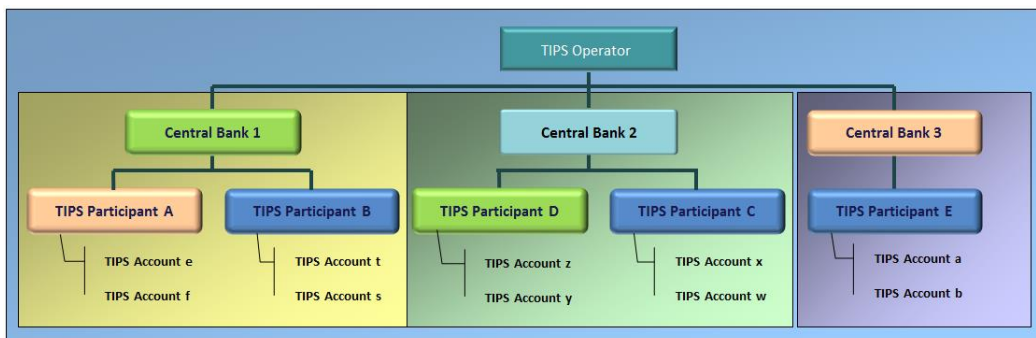 TIPS Operator
Central Bank 1
Central Bank 2
Central Bank 3
TIPS Participant A
TIPS Participant B
TIPS Participant D
TIPS Participant C
TIPS Participant E
TIPS Account e
TIPS Account f
TIPS Account t
TIPS Account s
TIPS Account z
TIPS Account y
TIPS Account x
TIPS Account w
TIPS Account a
TIPS Account b